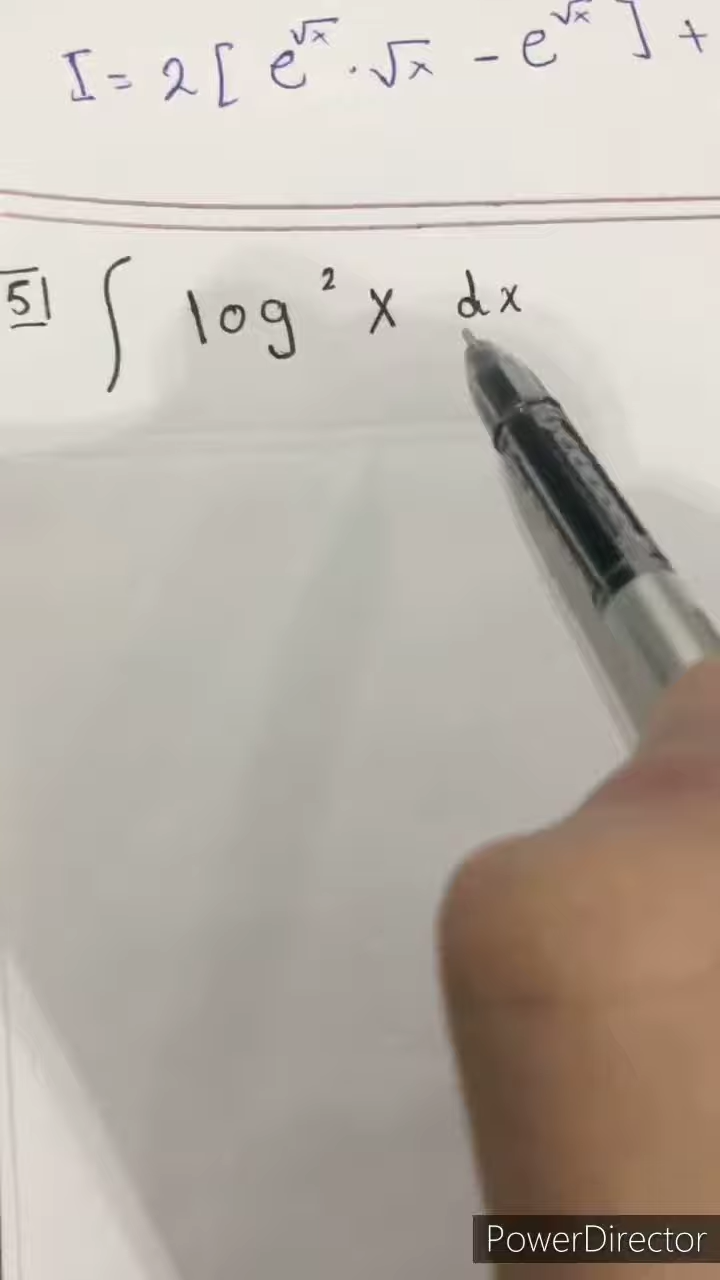 I = 2 [ e^√x · √x - e^√x ] +
5| ∫ log² x dx
PowerDirector